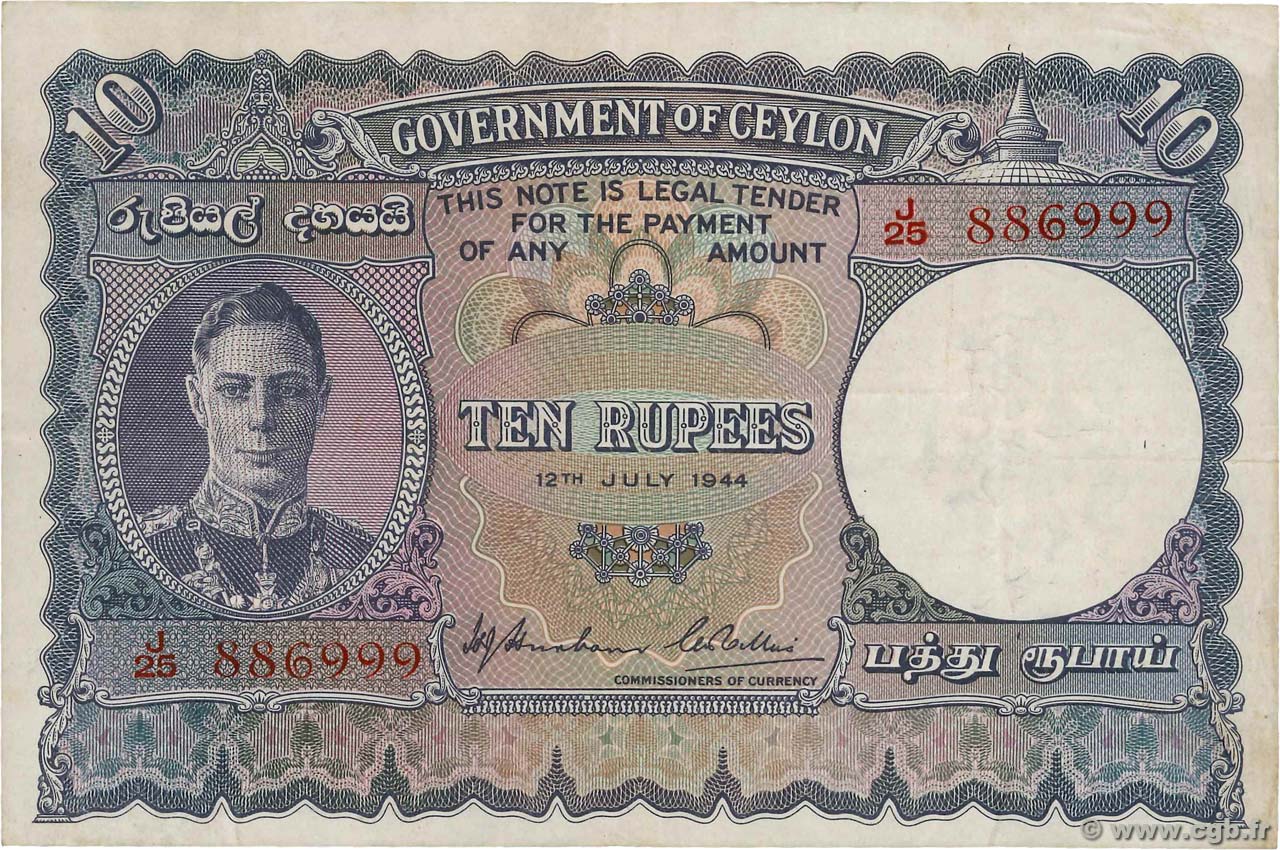 10
10
GOVERNMENT OF CEYLON
රුපියල් දහයයි
THIS NOTE IS LEGAL TENDER
FOR THE PAYMENT
OF ANY AMOUNT
J/25 886999
TEN RUPEES
12TH JULY 1944
J/25 886999
COMMISSIONERS OF CURRENCY
பத்து ரூபாய்
© www.cgb.fr